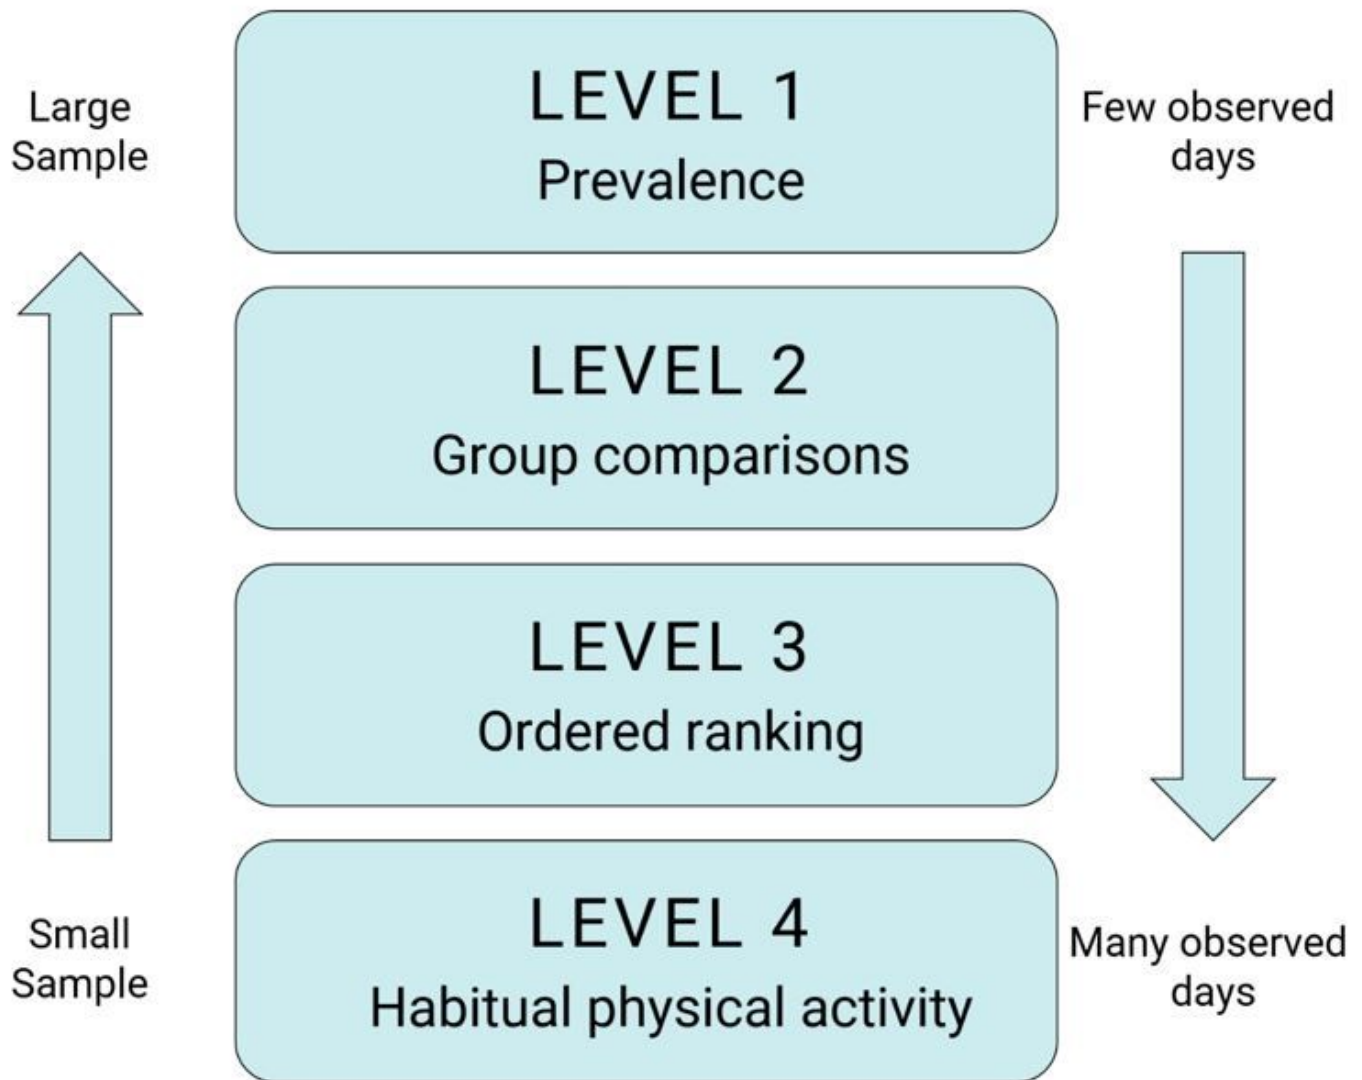 Large
Sample
LEVEL 1
Prevalence
Few observed
days
LEVEL 2
Group comparisons
LEVEL 3
Ordered ranking
Small
Sample
LEVEL 4
Habitual physical activity
Many observed
days